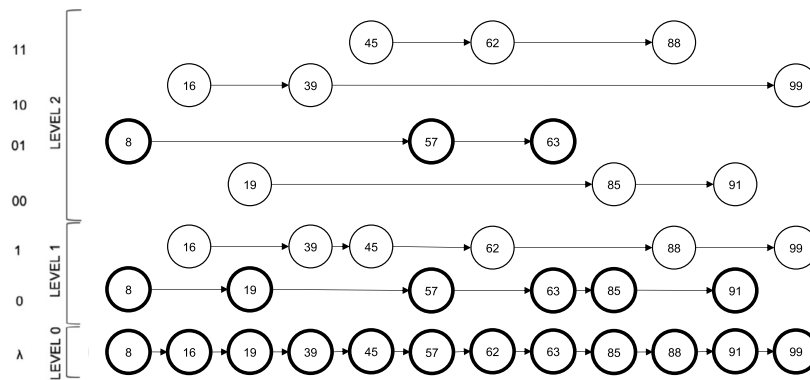 11 45 62 88
10 16 39 99
LEVEL 2
01 8 57 63
00 19 85 91
1 16 39 45 62 88 99
LEVEL 1
0 8 19 57 63 85 91
λ LEVEL 0 8 16 19 39 45 57 62 63 85 88 91 99